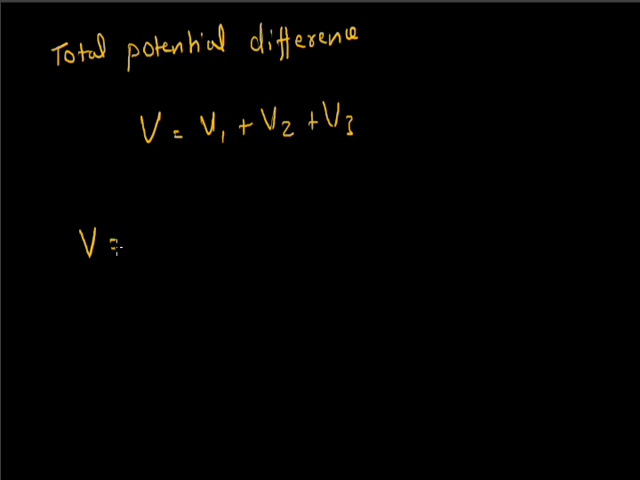 Total potential difference
V = V₁ + V₂ + V₃
V =